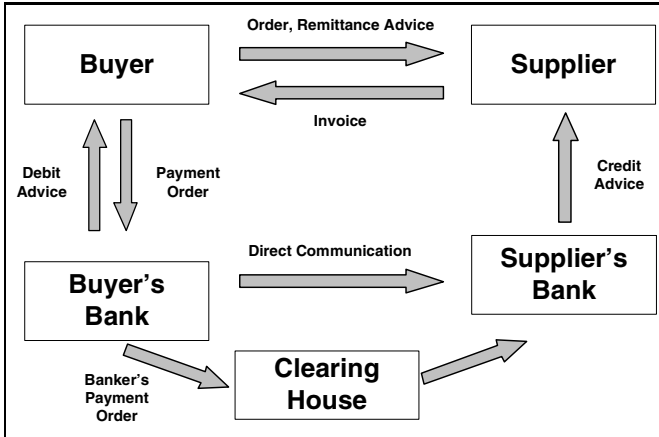 Order, Remittance Advice
Buyer
Supplier
Invoice
Debit
Advice
Payment
Order
Credit
Advice
Direct Communication
Buyer's
Bank
Supplier's
Bank
Banker's
Payment
Order
Clearing
House